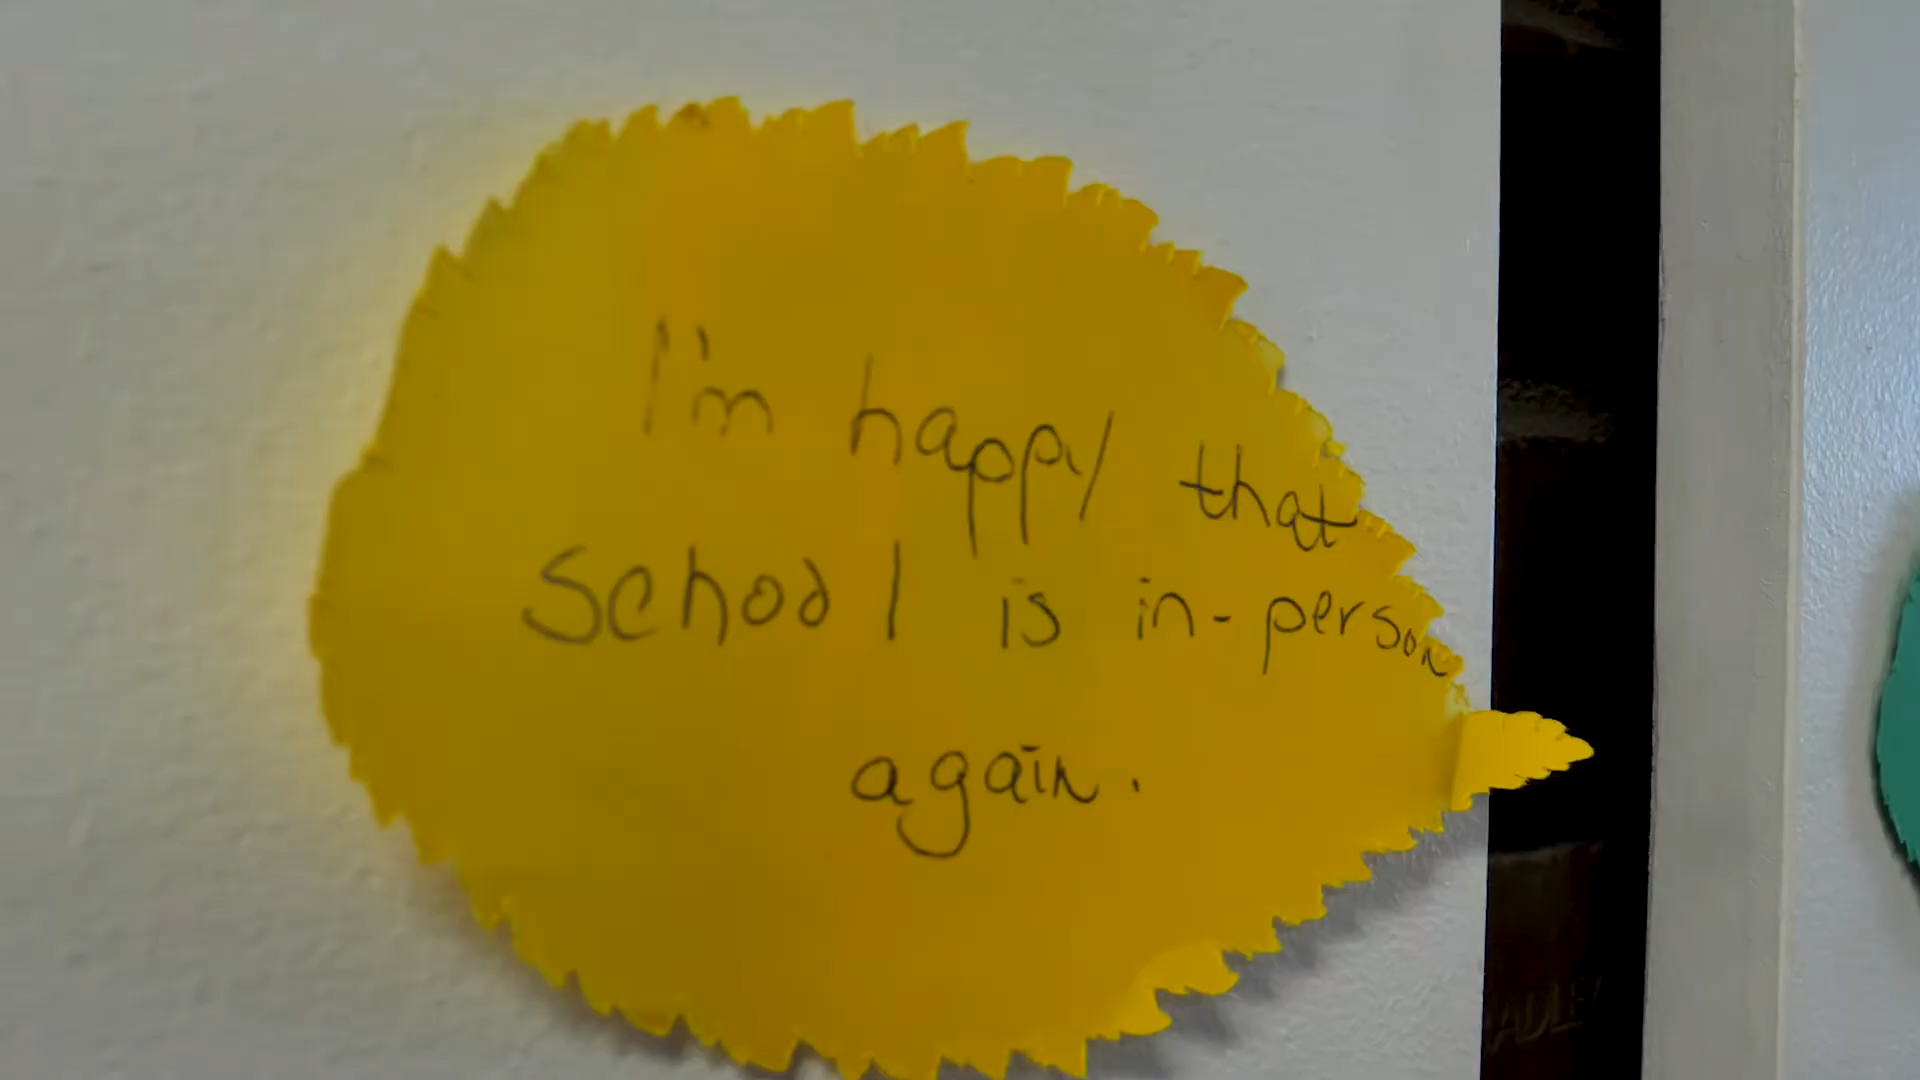 I'm happy that
School is in-person
again.